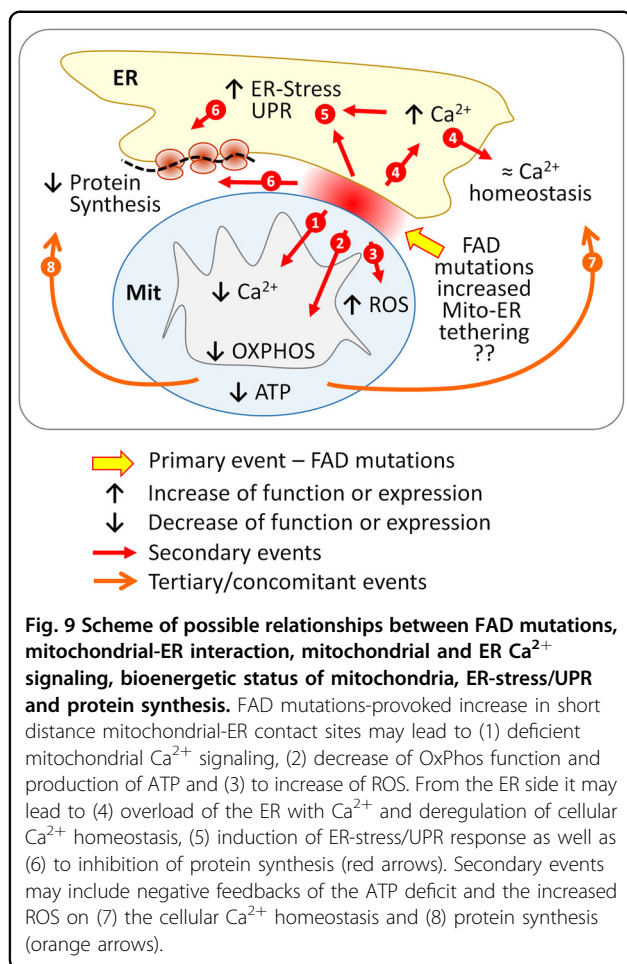 ER
↑ ER-Stress
UPR
6
5
↑ Ca²⁺
4
4
≈ Ca²⁺
homeostasis
6
↓ Protein
Synthesis
1
2
3
8
7
Mit
↓ Ca²⁺
↑ ROS
↓ OXPHOS
↓ ATP
FAD
mutations
increased
Mito-ER
tethering
??
Primary event – FAD mutations
↑ Increase of function or expression
↓ Decrease of function or expression
Secondary events
Tertiary/concomitant events
Fig. 9 Scheme of possible relationships between FAD mutations,
mitochondrial-ER interaction, mitochondrial and ER Ca²⁺
signaling, bioenergetic status of mitochondria, ER-stress/UPR
and protein synthesis. FAD mutations-provoked increase in short
distance mitochondrial-ER contact sites may lead to (1) deficient
mitochondrial Ca²⁺ signaling, (2) decrease of OxPhos function and
production of ATP and (3) to increase of ROS. From the ER side it may
lead to (4) overload of the ER with Ca²⁺ and deregulation of cellular
Ca²⁺ homeostasis, (5) induction of ER-stress/UPR response as well as
(6) to inhibition of protein synthesis (red arrows). Secondary events
may include negative feedbacks of the ATP deficit and the increased
ROS on (7) the cellular Ca²⁺ homeostasis and (8) protein synthesis
(orange arrows).